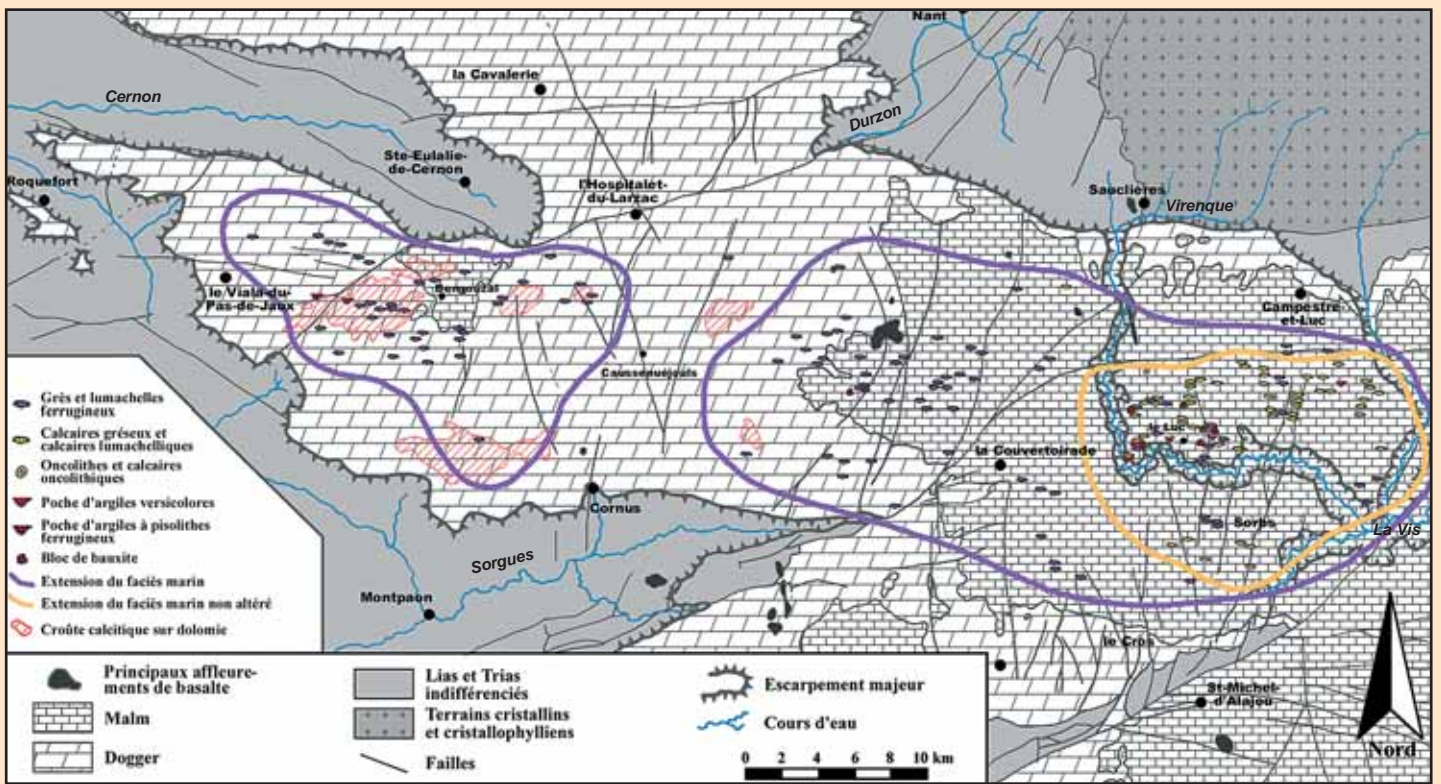 Nant
la Cavalerie
Cernon
Durzon
Ste-Eulalie-
de-Cernon
Roquefort
l'Hospitalet-
du-Larzac
Sauclières
Virenque
le Viala-du-
Pas-de-Jaux
Campestre-
et-Luc
Caussenuejouls
le Luc
la Couvertoirade
Cornus
Sorbs
La Vis
Sorgues
Montpaon
le Cros
St-Michel-
d'Alajou
Grès et lumachelles
ferrugineux
Calcaires gréseux et
calcaires lumachelliques
Oncolithes et calcaires
oncolithiques
Poche d'argiles versicolores
Poche d'argiles à pisolithes
ferrugineux
Bloc de bauxite
Extension du faciès marin
Extension du faciès marin non altéré
Croûte calcitique sur dolomie
Principaux affleure-
ments de basalte
Malm
Dogger
Lias et Trias
indifférenciés
Terrains cristallins
et cristallophylliens
Failles
Escarpement majeur
Cours d'eau
0 2 4 6 8 10 km
Nord